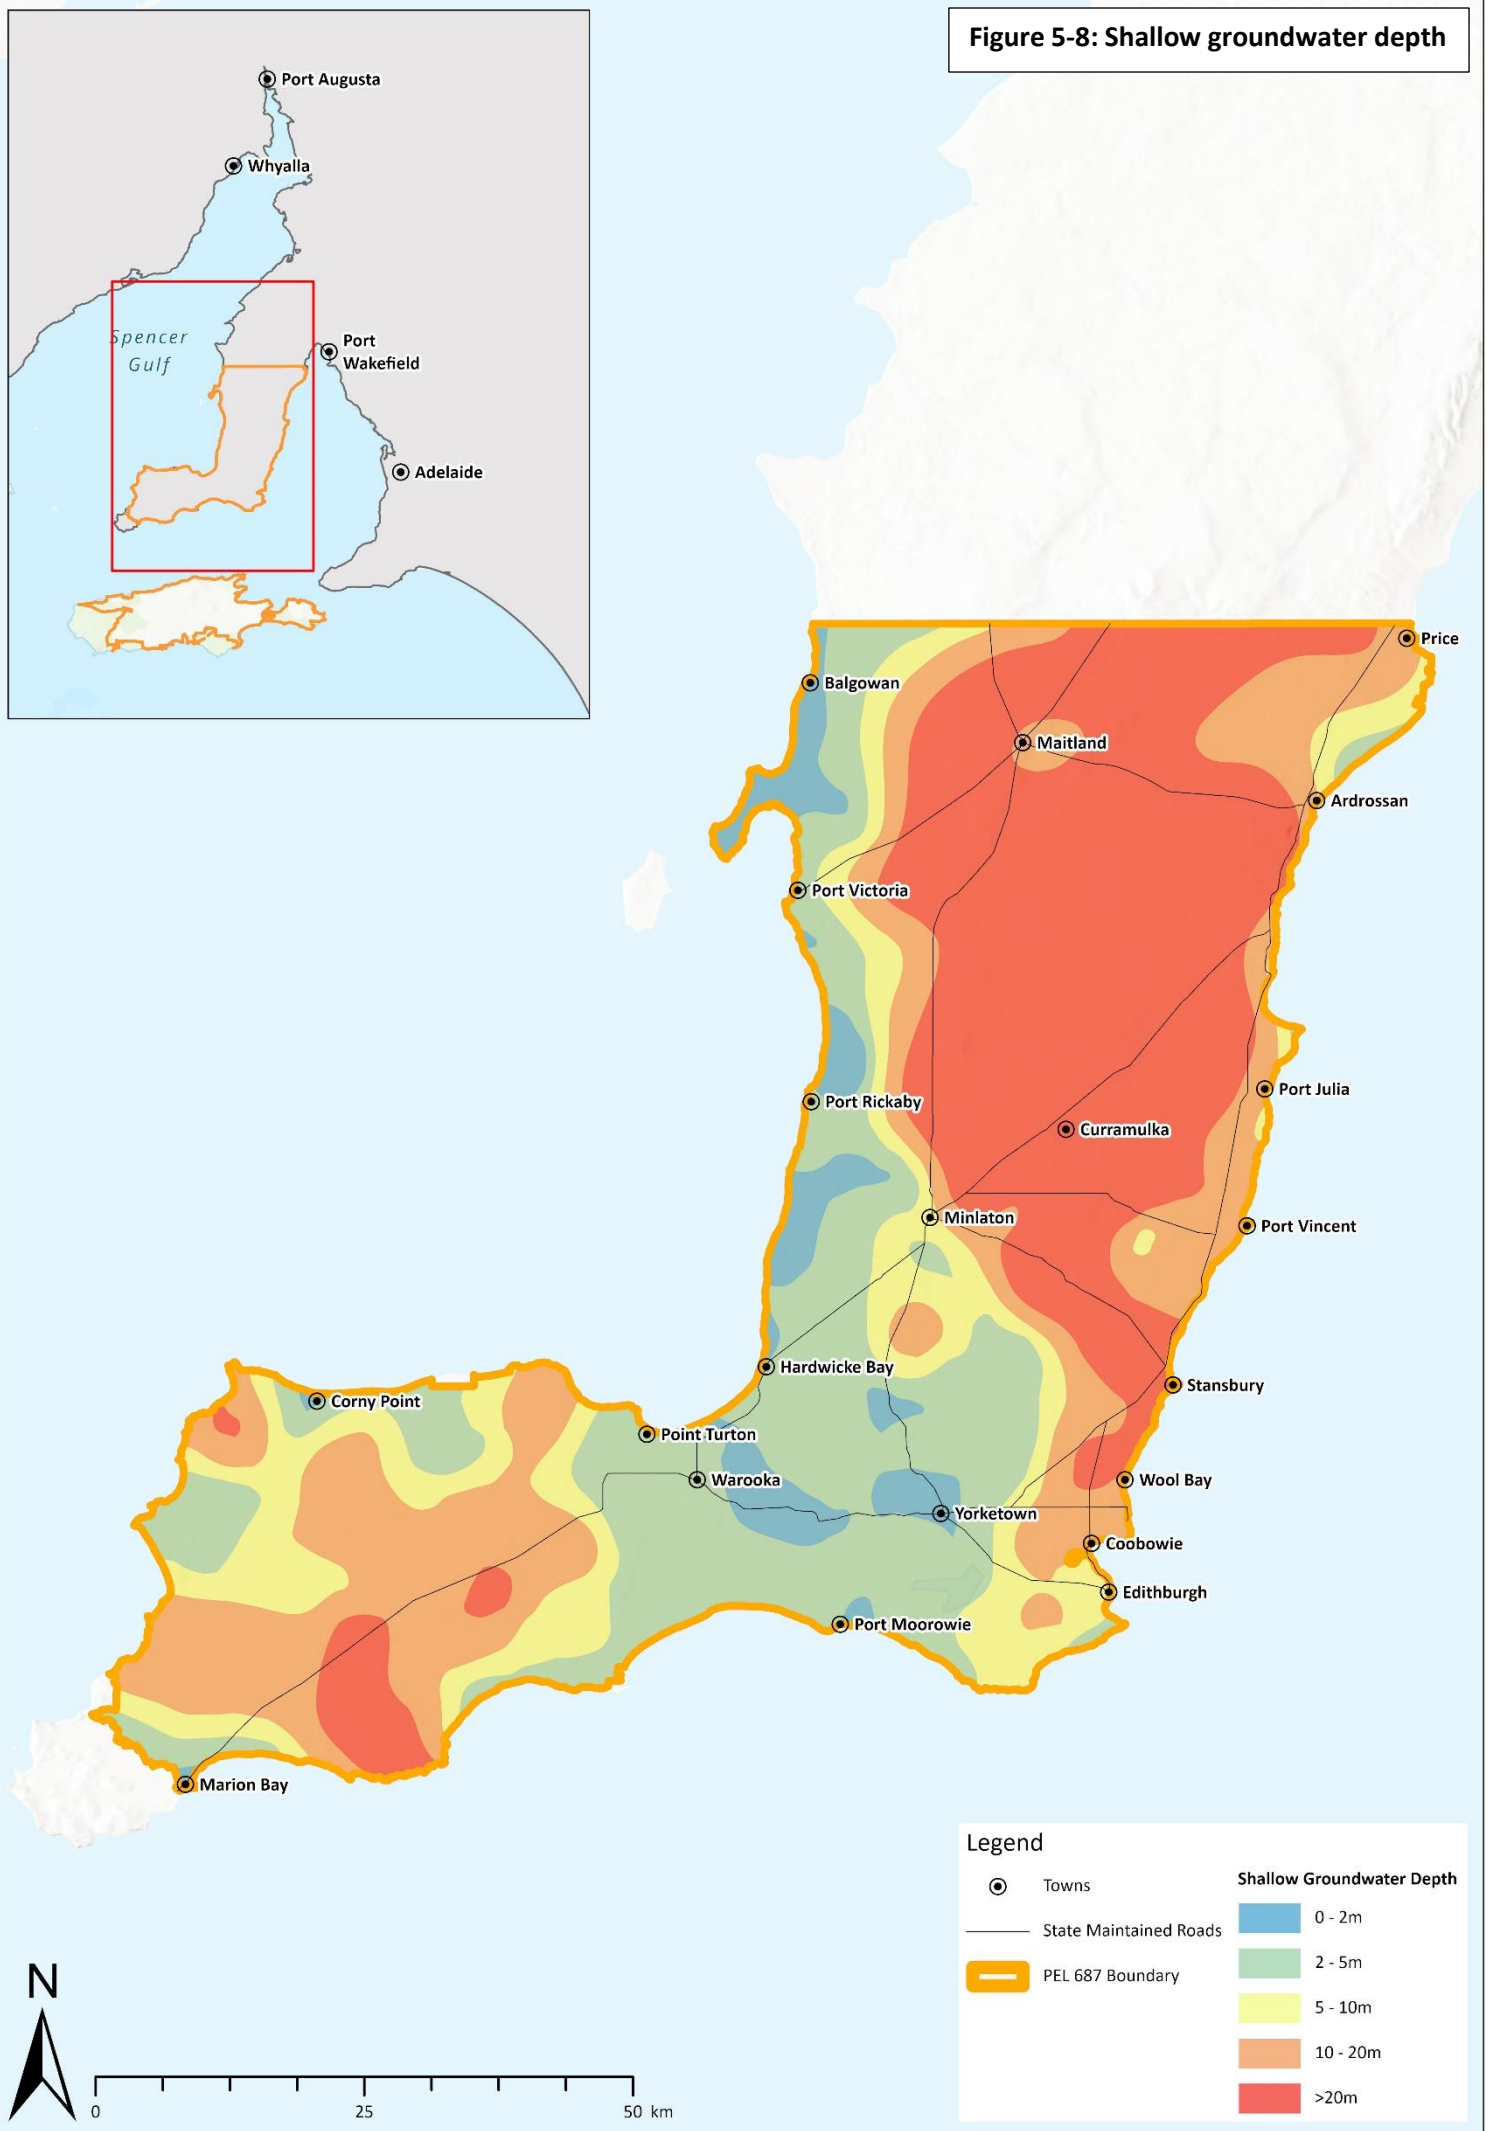 Figure 5-8: Shallow groundwater depth
Port Augusta
Whyalla
Spencer
Gulf
Port
Wakefield
Adelaide
Price
Balgowan
Maitland
Ardrossan
Port Victoria
Port Julia
Port Rickaby
Curramulka
Minlaton
Port Vincent
Hardwicke Bay
Stansbury
Corny Point
Point Turton
Warooka
Wool Bay
Yorketown
Coobowie
Edithburgh
Port Moorowie
Marion Bay
Legend
Towns
State Maintained Roads
PEL 687 Boundary
Shallow Groundwater Depth
0 - 2m
2 - 5m
5 - 10m
10 - 20m
>20m
N
0 25 50 km